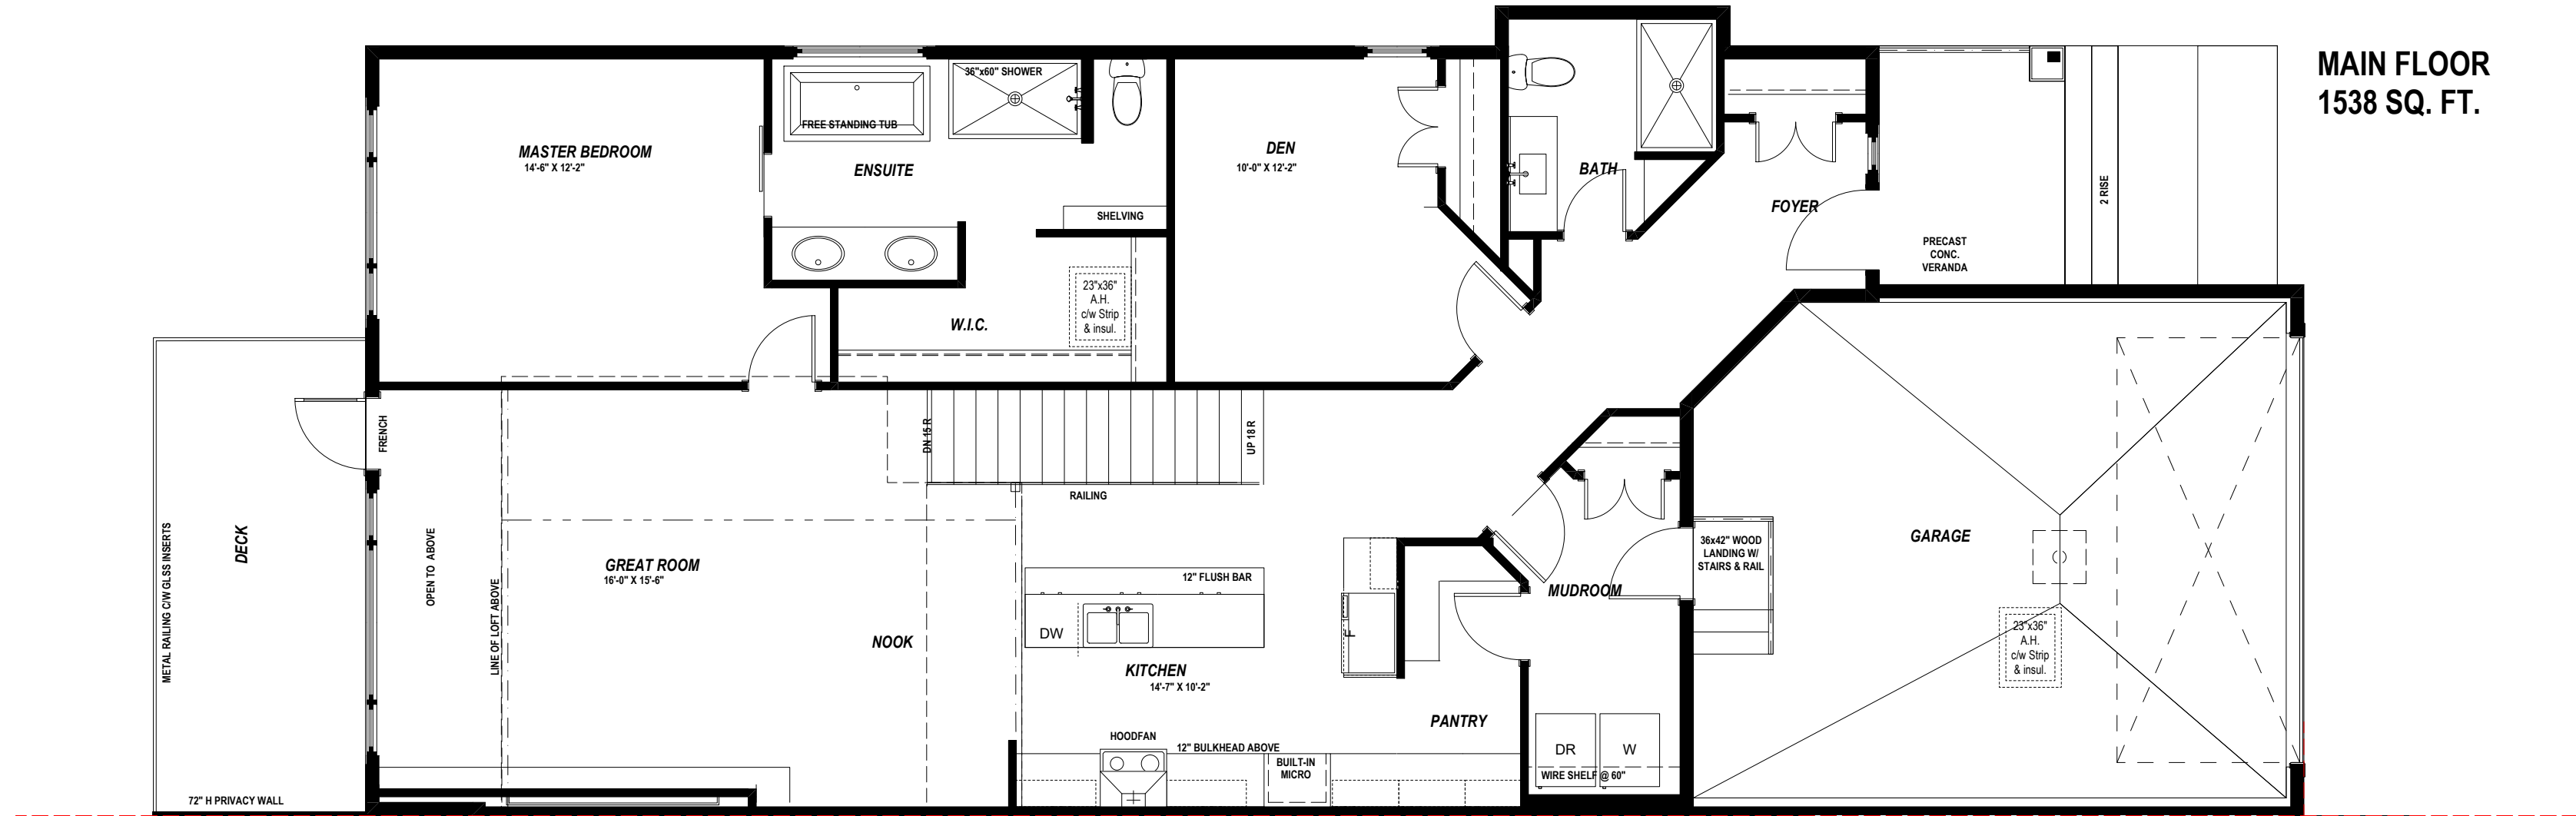 MAIN FLOOR
1538 SQ. FT.
36"x60" SHOWER
FREE STANDING TUB
MASTER BEDROOM
14'-6" X 12'-2"
ENSUITE
DEN
10'-0" X 12'-2"
BATH
FOYER
2 RISE
SHELVING
PRECAST
CONC.
VERANDA
23"x36"
A.H.
c/w Strip
& insul.
W.I.C.
FRENCH
DN 15 R
UP 18 R
RAILING
DECK
METAL RAILING C/W GLSS INSERTS
OPEN TO ABOVE
LINE OF LOFT ABOVE
GREAT ROOM
16'-0" X 15'-6"
NOOK
12" FLUSH BAR
DW
KITCHEN
14'-7" X 10'-2"
F
MUDROOM
36x42" WOOD
LANDING W/
STAIRS & RAIL
GARAGE
23"x36"
A.H.
c/w Strip
& insul.
PANTRY
HOODFAN
12" BULKHEAD ABOVE
BUILT-IN
MICRO
DR
W
WIRE SHELF @ 60"
72" H PRIVACY WALL